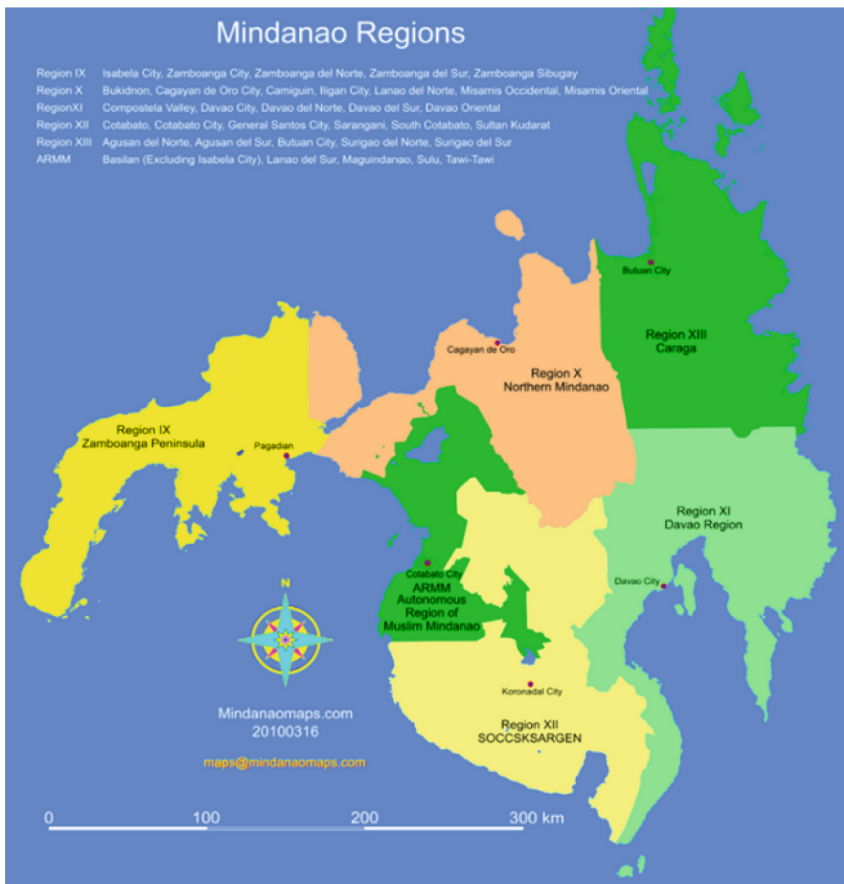 Mindanao Regions
Region IX Isabela City, Zamboanga City, Zamboanga del Norte, Zamboanga del Sur, Zamboanga Sibugay
Region X Bukidnon, Cagayan de Oro City, Camiguin, Iligan City, Lanao del Norte, Misamis Occidental, Misamis Oriental
RegionXI Compostela Valley, Davao City, Davao del Norte, Davao del Sur, Davao Oriental
Region XII Cotabato, Cotabato City, General Santos City, Sarangani, South Cotabato, Sultan Kudarat
Region XIII Agusan del Norte, Agusan del Sur, Butuan City, Surigao del Norte, Surigao del Sur
ARMM Basilan (Excluding Isabela City), Lanao del Sur, Maguindanao, Sulu, Tawi-Tawi
Butuan City
Region XIII
Caraga
Cagayan de Oro
Region X
Northern Mindanao
Region IX
Zamboanga Peninsula
Pagadian
Region XI
Davao Region
Cotabato City
Davao City
ARMM
Autonomous
Region of
Muslim Mindanao
N
Koronadal City
Region XII
SOCCSKSARGEN
Mindanaomaps.com
20100316
maps@mindanaomaps.com
0 100 200 300 km